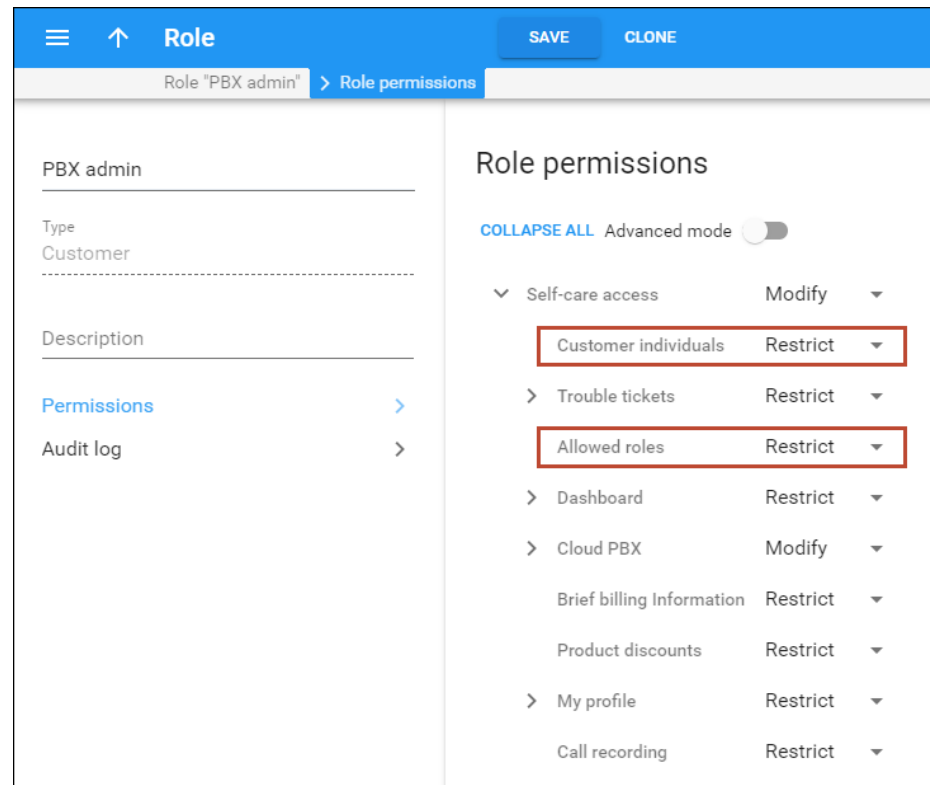 Role SAVE CLONE
Role "PBX admin" Role permissions
PBX admin
Type
Customer
Description
Permissions
Audit log
Role permissions
COLLAPSE ALL Advanced mode
Self-care access Modify
Customer individuals Restrict
Trouble tickets Restrict
Allowed roles Restrict
Dashboard Restrict
Cloud PBX Modify
Brief billing Information Restrict
Product discounts Restrict
My profile Restrict
Call recording Restrict